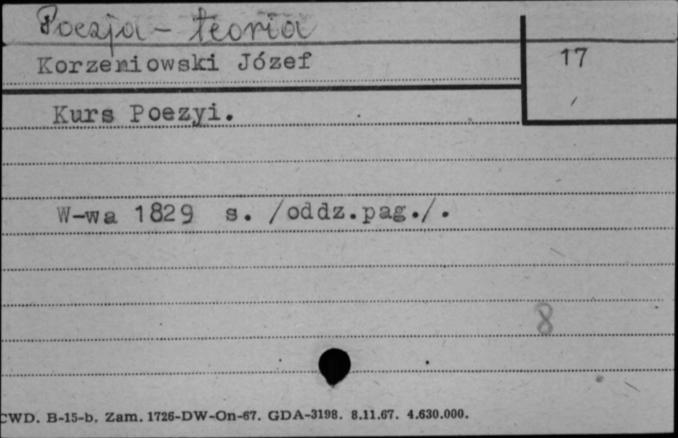 Poezja - teoria
Korzeniowski Józef
17
Kurs Poezyi.
W-wa 1829 s. /oddz.pag./.
8
CWD. B-15-b. Zam. 1726-DW-On-67. GDA-3198. 8.11.67. 4.630.000.